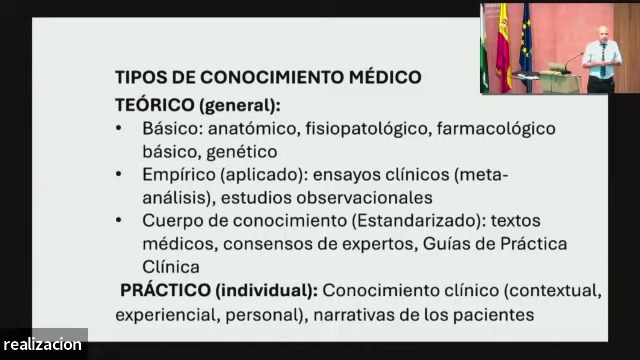 TIPOS DE CONOCIMIENTO MÉDICO
TEÓRICO (general):
• Básico: anatómico, fisiopatológico, farmacológico
básico, genético
• Empírico (aplicado): ensayos clínicos (meta-
análisis), estudios observacionales
• Cuerpo de conocimiento (Estandarizado): textos
médicos, consensos de expertos, Guías de Práctica
Clínica
PRÁCTICO (individual): Conocimiento clínico (contextual,
experiencial, personal), narrativas de los pacientes
realizacion